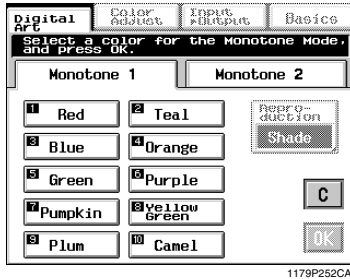 Digital Art
Color Adjust
Input ▸Output
Basics
Select a color for the Monotone Mode,
and press OK.
Monotone 1
Monotone 2
1 Red
2 Teal
Repro-
duction
3 Blue
4 Orange
Shade
5 Green
6 Purple
7 Pumpkin
8 Yellow
Green
C
9 Plum
10 Camel
OK
1179P252CA